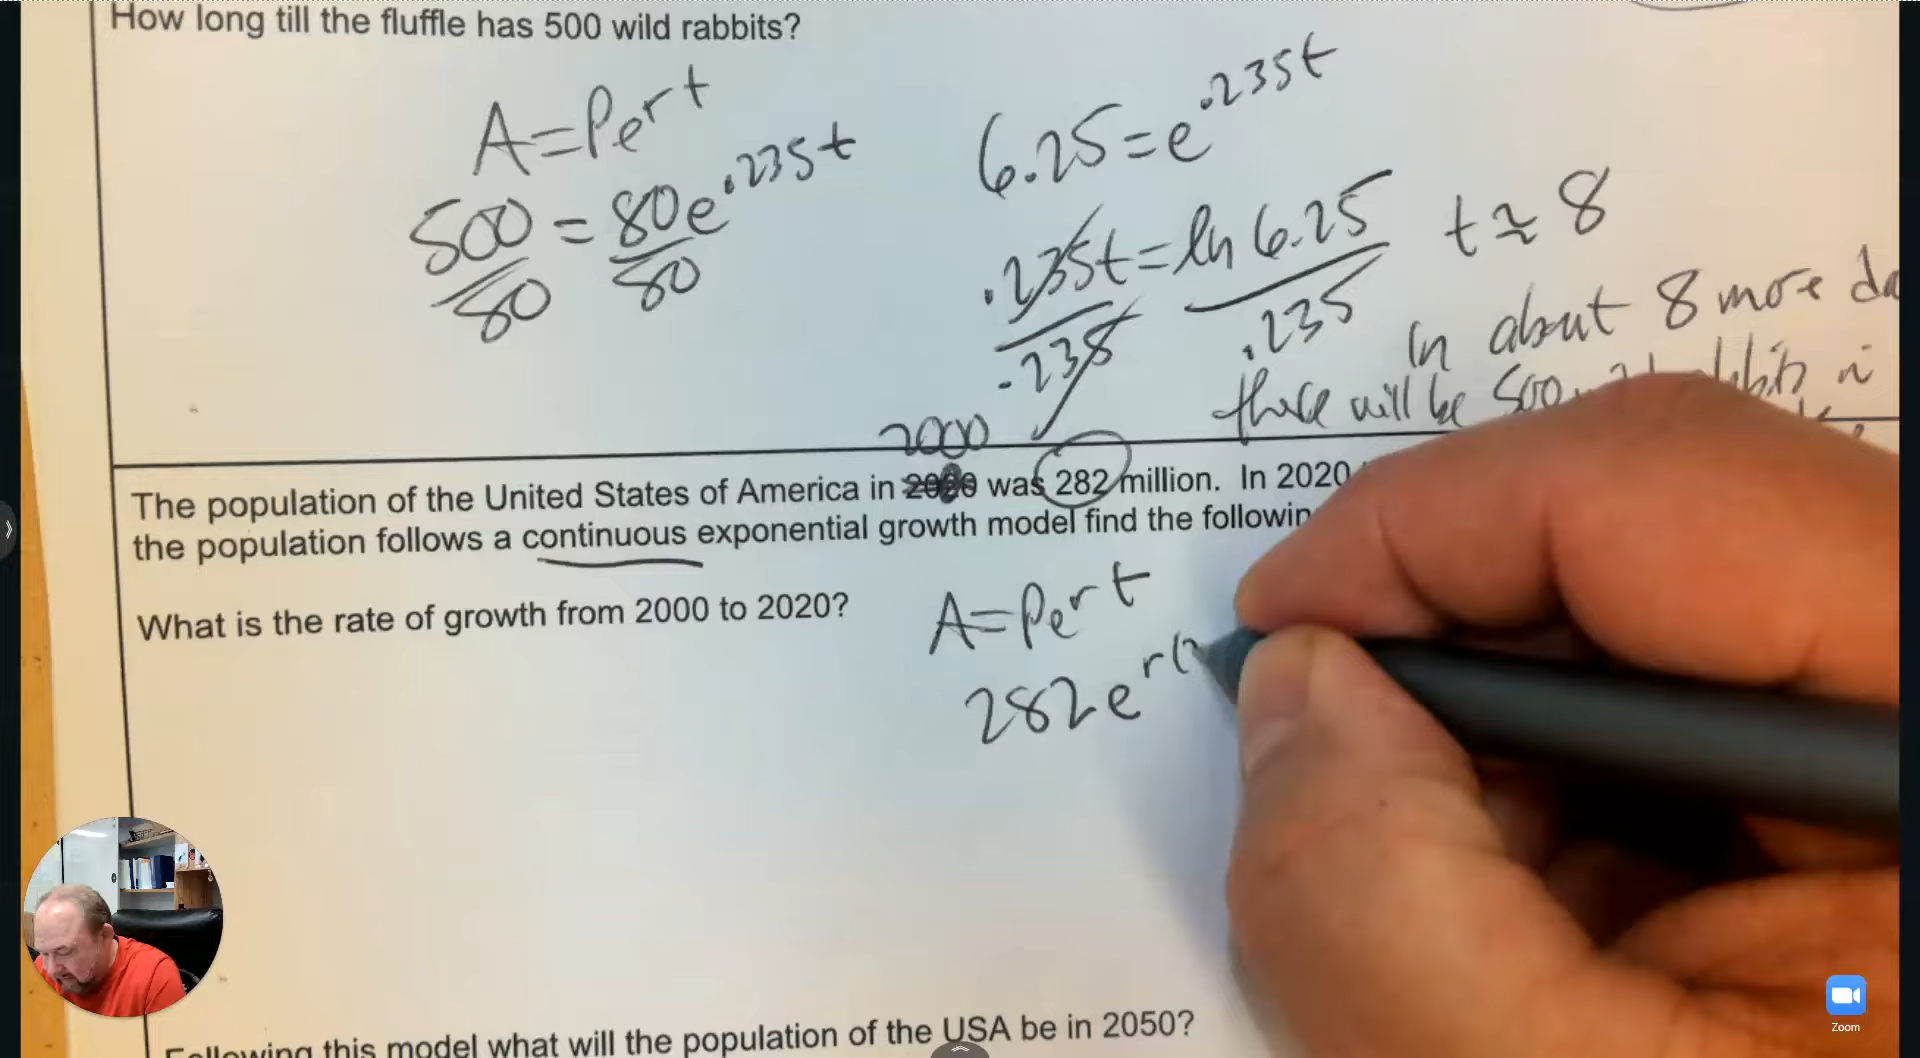 How long till the fluffle has 500 wild rabbits?
A=Pe^rt
500 = 80e^.235t
80 80
6.25=e^.235t
.235t = ln 6.25
.235 .235
t≈8
In about 8 more
there will be 500
2000
The population of the United States of America in 2020 was 282 million. In 2020
the population follows a continuous exponential growth model find the
What is the rate of growth from 2000 to 2020?
A=Pe^rt
282e^r(
Following this model what will the population of the USA be in 2050?
Zoom